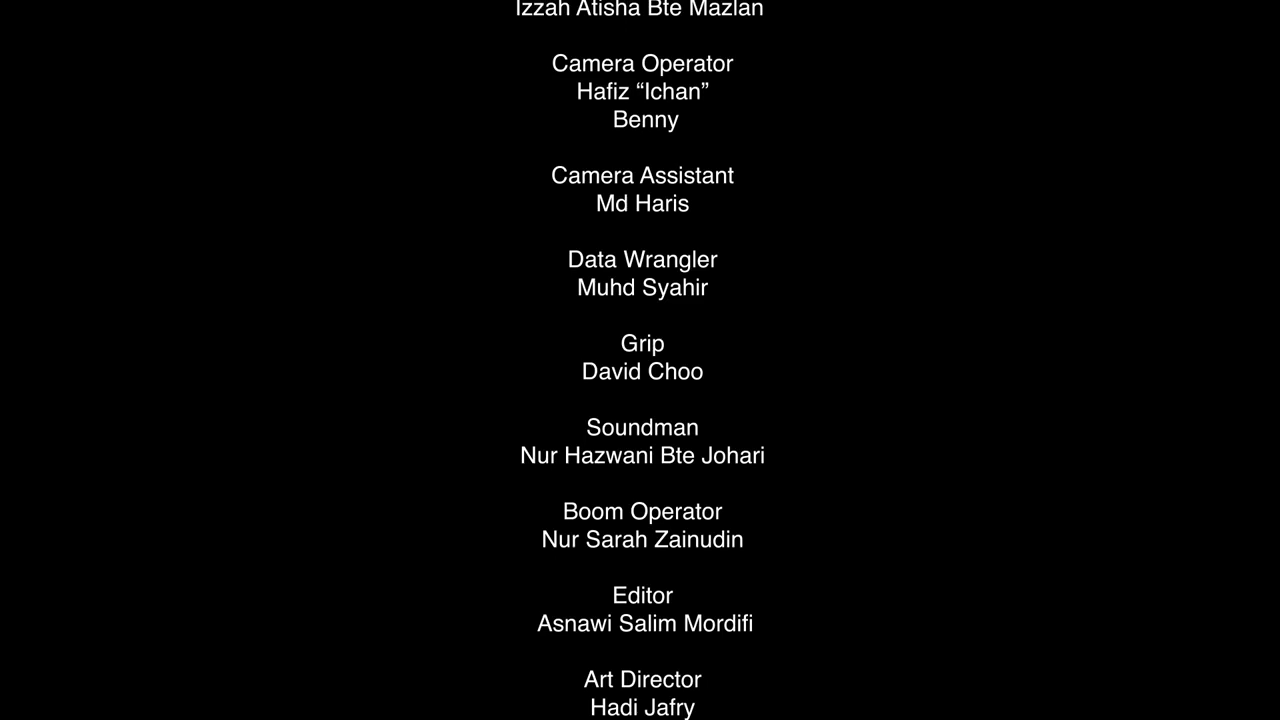 Izzah Atisha Bte Mazlan
Camera Operator
Hafiz “Ichan”
Benny
Camera Assistant
Md Haris
Data Wrangler
Muhd Syahir
Grip
David Choo
Soundman
Nur Hazwani Bte Johari
Boom Operator
Nur Sarah Zainudin
Editor
Asnawi Salim Mordifi
Art Director
Hadi Jafry